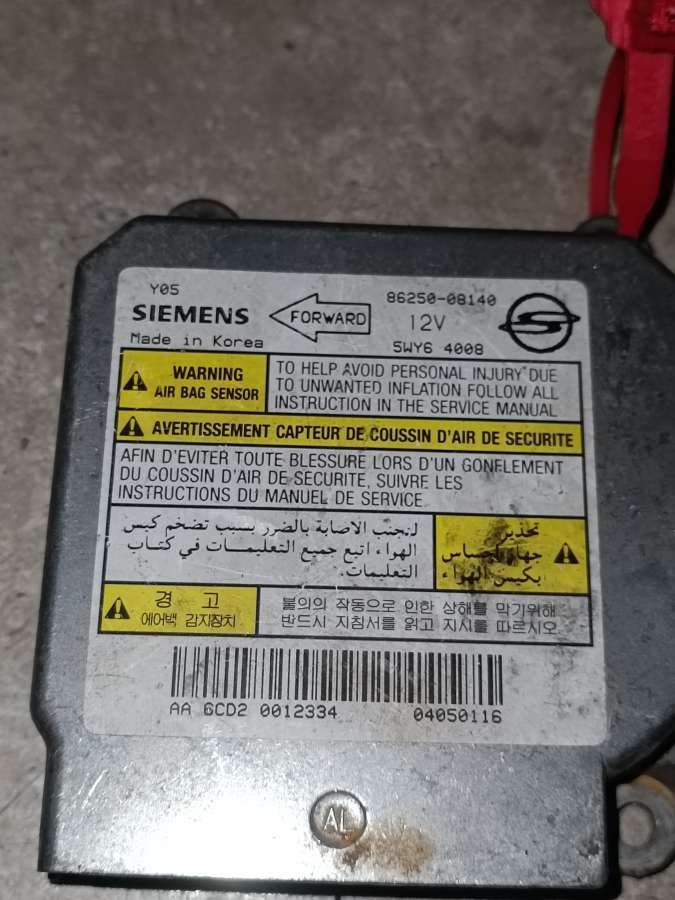 Y05
SIEMENS
Made in Korea
FORWARD
86250-08140
12V
5WY6 4008
WARNING
AIR BAG SENSOR
TO HELP AVOID PERSONAL INJURY DUE
TO UNWANTED INFLATION FOLLOW ALL
INSTRUCTION IN THE SERVICE MANUAL
AVERTISSEMENT CAPTEUR DE COUSSIN D'AIR DE SECURITE
AFIN D'EVITER TOUTE BLESSURE LORS D'UN GONFLEMENT
DU COUSSIN D'AIR DE SECURITE, SUIVRE LES
INSTRUCTIONS DU MANUEL DE SERVICE
تحذير
جهاز احساس
بكيس الهواء
لتجنب الاصابة بالضرر بسبب تضخم كيس
الهواء اتبع جميع التعليمات في كتاب
التعليمات.
경 고
에어백 감지장치
불의의 작동으로 인한 상해를 막기위해
반드시 지침서를 읽고 지시를 따르시오.
AA 6CD2 0012334
04050116
AL